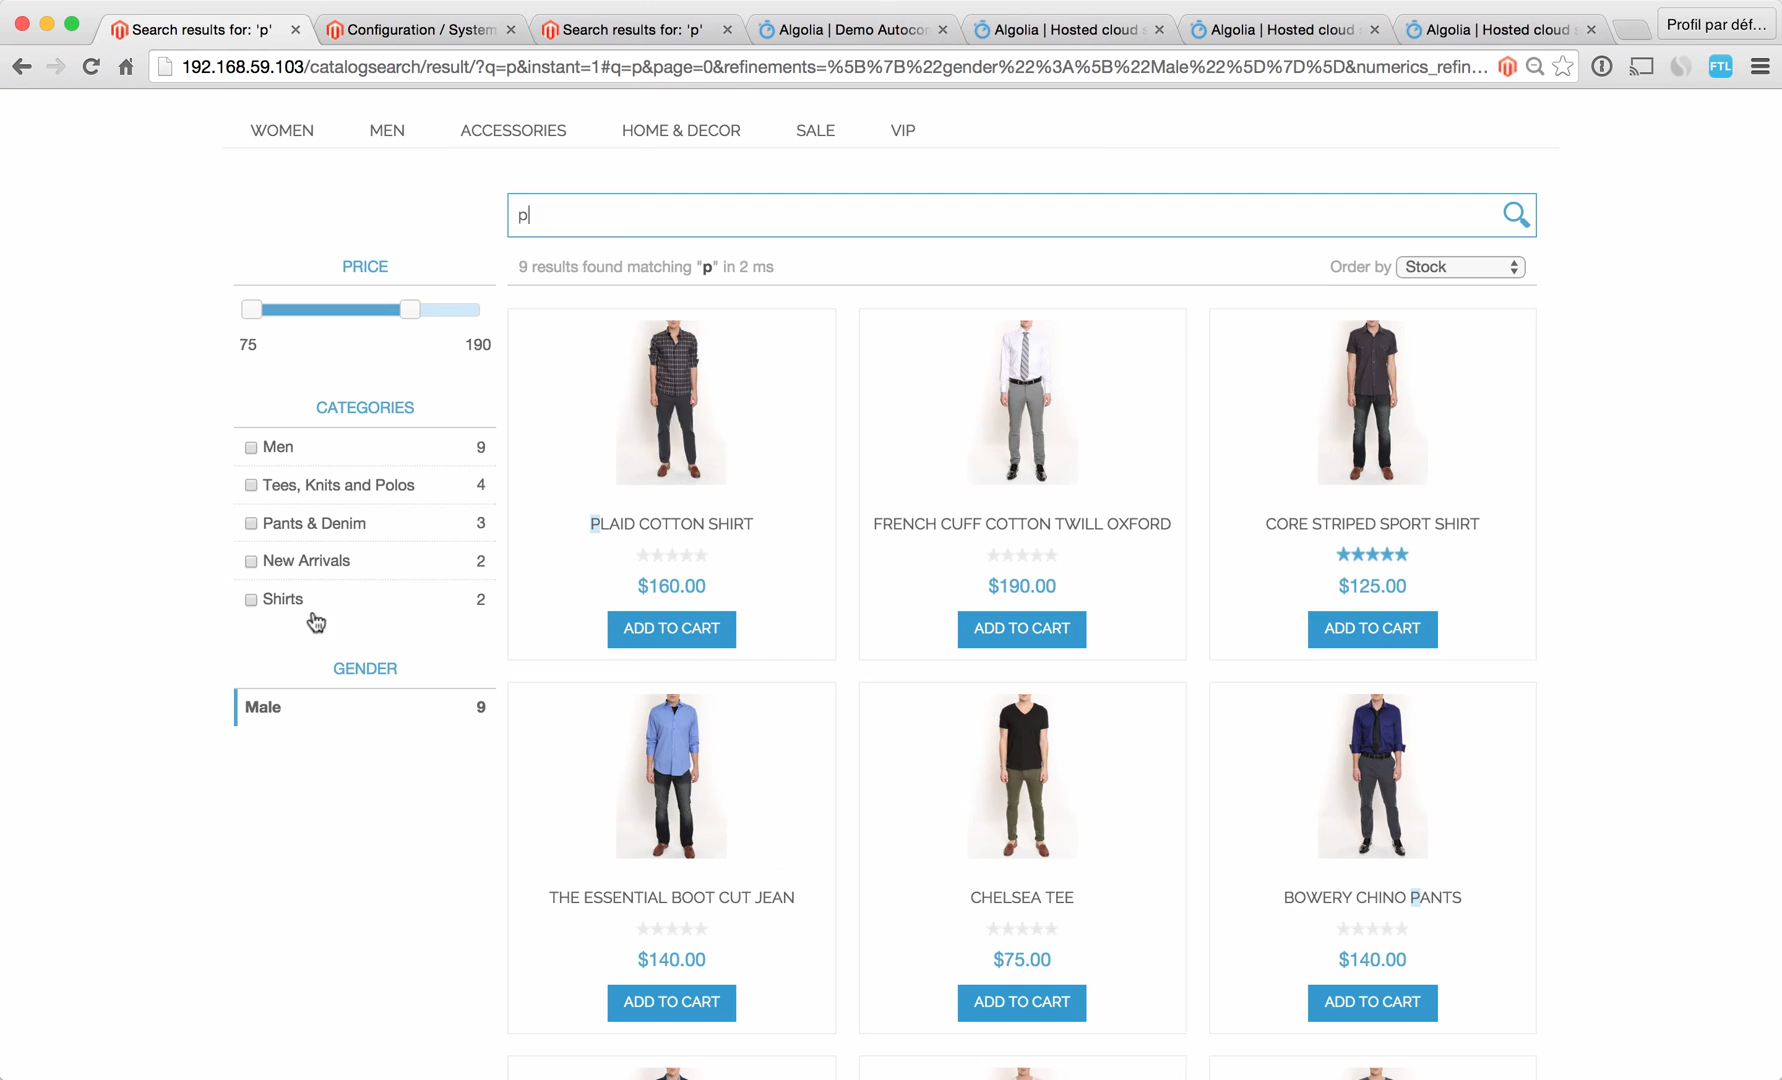 Search results for: 'p'
Configuration / System
Search results for: 'p'
Algolia | Demo Autocor
Algolia | Hosted cloud s
Algolia | Hosted cloud s
Algolia | Hosted cloud s
Profil par déf...
192.168.59.103/catalogsearch/result/?q=p&instant=1#q=p&page=0&refinements=%5B%7B%22gender%22%3A%5B%22Male%22%5D%7D%5D&numerics_refin...
FTL
WOMEN MEN ACCESSORIES HOME & DECOR SALE VIP
p
PRICE
75 190
CATEGORIES
Men 9
Tees, Knits and Polos 4
Pants & Denim 3
New Arrivals 2
Shirts 2
GENDER
Male 9
9 results found matching "p" in 2 ms
Order by Stock
PLAID COTTON SHIRT
$160.00
ADD TO CART
FRENCH CUFF COTTON TWILL OXFORD
$190.00
ADD TO CART
CORE STRIPED SPORT SHIRT
$125.00
ADD TO CART
THE ESSENTIAL BOOT CUT JEAN
$140.00
ADD TO CART
CHELSEA TEE
$75.00
ADD TO CART
BOWERY CHINO PANTS
$140.00
ADD TO CART